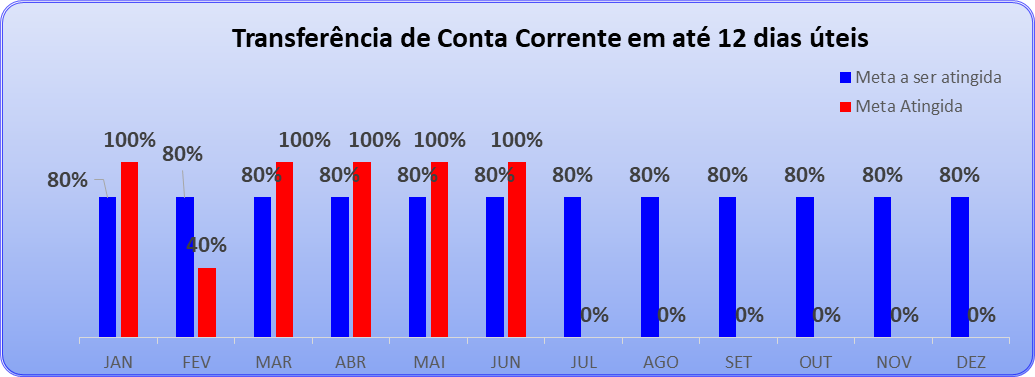 Transferência de Conta Corrente em até 12 dias úteis
Meta a ser atingida
Meta Atingida
100% 80% 100% 100% 100% 100%
80% 80% 80% 80% 80% 80% 80% 80% 80% 80% 80%
40%
0% 0% 0% 0% 0% 0%
JAN FEV MAR ABR MAI JUN JUL AGO SET OUT NOV DEZ